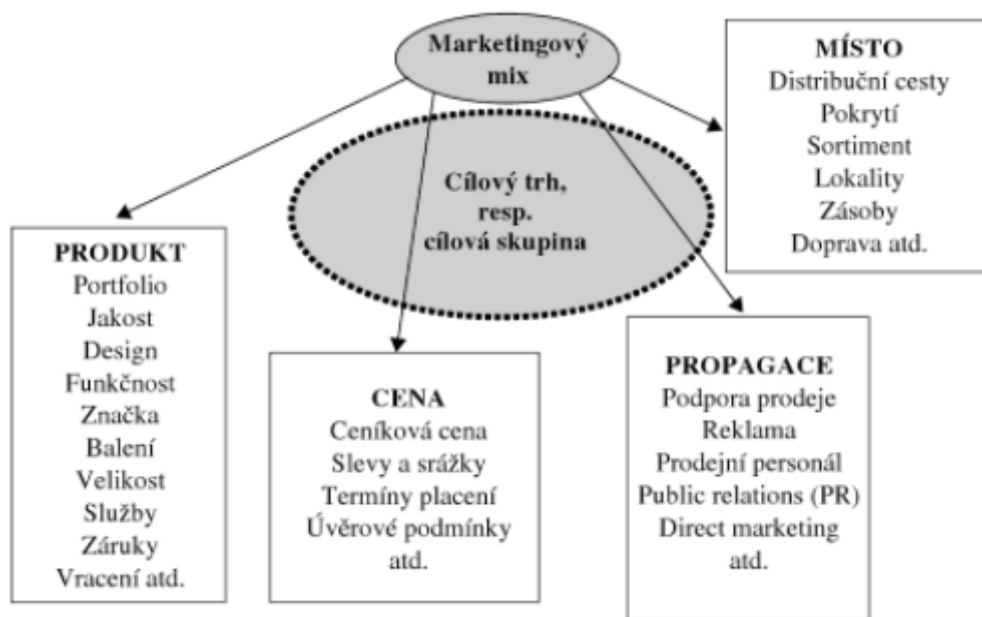 Marketingový
mix
MÍSTO
Distribuční cesty
Pokrytí
Sortiment
Lokality
Zásoby
Doprava atd.
Cílový trh,
resp.
cílová skupina
PRODUKT
Portfolio
Jakost
Design
Funkčnost
Značka
Balení
Velikost
Služby
Záruky
Vracení atd.
CENA
Ceníková cena
Slevy a srážky
Termíny placení
Úvěrové podmínky
atd.
PROPAGACE
Podpora prodeje
Reklama
Prodejní personál
Public relations (PR)
Direct marketing
atd.